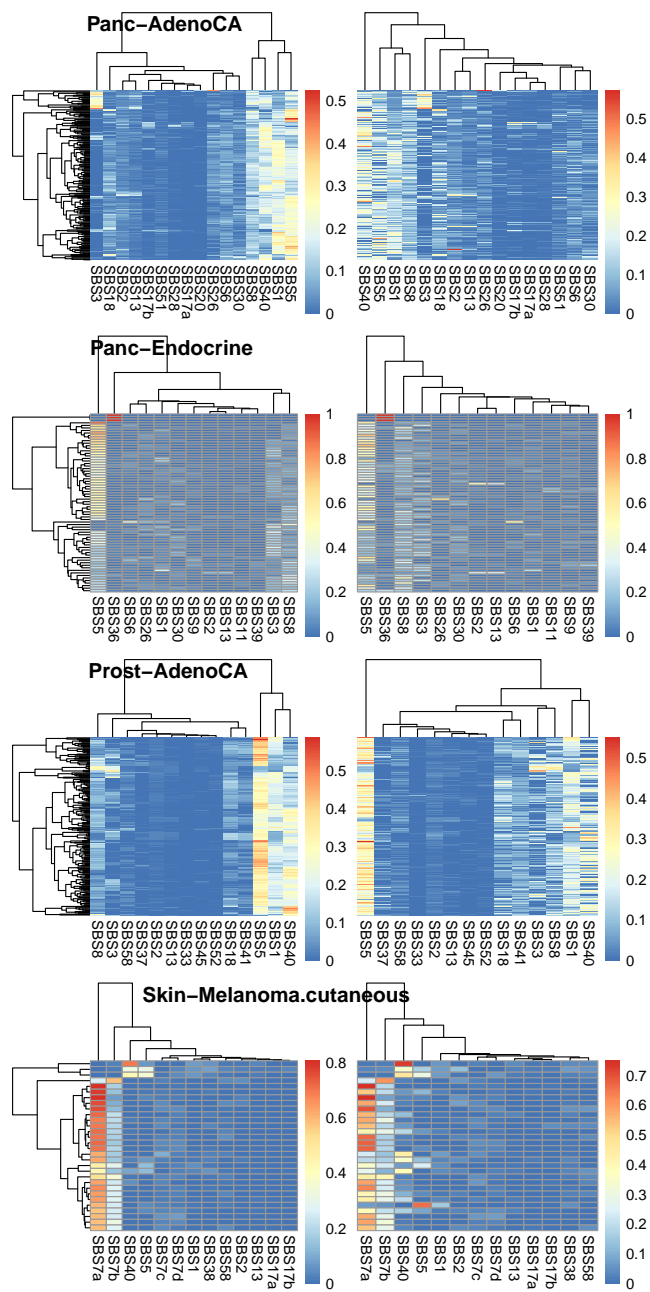 Panc−AdenoCA
0.5
0.4
0.3
0.2
0.1
0
SBS3
SBS18
SBS2
SBS13
SBS17b
SBS51
SBS28
SBS17a
SBS20
SBS26
SBS6
SBS30
SBS8
SBS40
SBS1
SBS5
0.5
0.4
0.3
0.2
0.1
0
SBS40
SBS5
SBS1
SBS8
SBS3
SBS18
SBS2
SBS13
SBS26
SBS20
SBS17b
SBS17a
SBS28
SBS51
SBS6
SBS30
Panc−Endocrine
1
0.8
0.6
0.4
0.2
SBS5
SBS36
SBS6
SBS26
SBS1
SBS30
SBS9
SBS2
SBS13
SBS11
SBS39
SBS3
SBS8
1
0.8
0.6
0.4
0.2
0
SBS5
SBS36
SBS8
SBS3
SBS26
SBS30
SBS2
SBS13
SBS6
SBS1
SBS11
SBS9
SBS39
Prost−AdenoCA
0.5
0.4
0.3
0.2
0.1
0
SBS8
SBS3
SBS58
SBS37
SBS2
SBS13
SBS33
SBS45
SBS52
SBS18
SBS41
SBS5
SBS1
SBS40
0.5
0.4
0.3
0.2
0.1
0
SBS5
SBS37
SBS58
SBS33
SBS2
SBS13
SBS45
SBS52
SBS18
SBS41
SBS3
SBS8
SBS1
SBS40
Skin−Melanoma.cutaneous
0.8
0.6
0.4
0.2
SBS7a
SBS7b
SBS40
SBS5
SBS7c
SBS7d
SBS1
SBS38
SBS58
SBS2
SBS13
SBS17a
SBS17b
0.7
0.6
0.5
0.4
0.3
0.2
0.1
0
SBS7a
SBS7b
SBS40
SBS5
SBS1
SBS2
SBS7c
SBS7d
SBS13
SBS17a
SBS17b
SBS38
SBS58